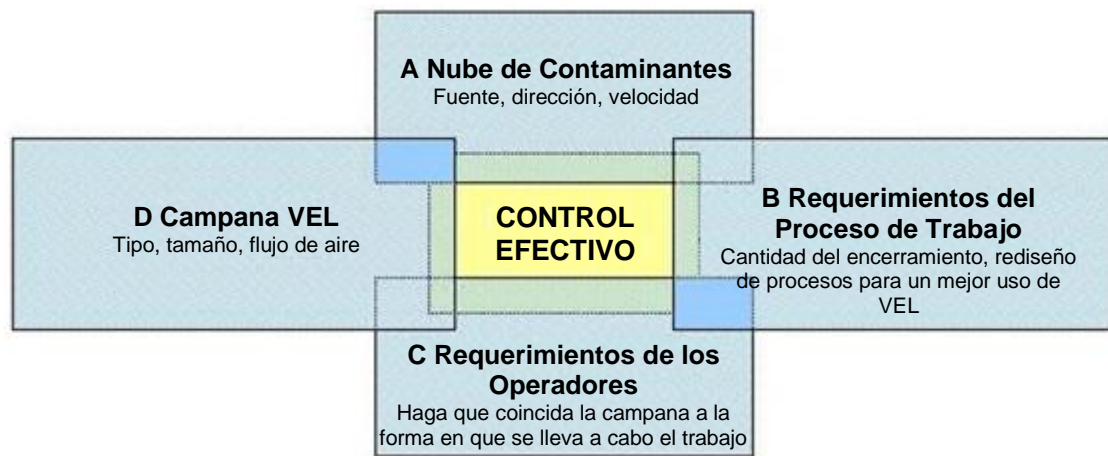 A Nube de Contaminantes
Fuente, dirección, velocidad
D Campana VEL
Tipo, tamaño, flujo de aire
CONTROL
EFECTIVO
B Requerimientos del
Proceso de Trabajo
Cantidad del encerramiento, rediseño
de procesos para un mejor uso de
VEL
C Requerimientos de los
Operadores
Haga que coincida la campana a la
forma en que se lleva a cabo el trabajo